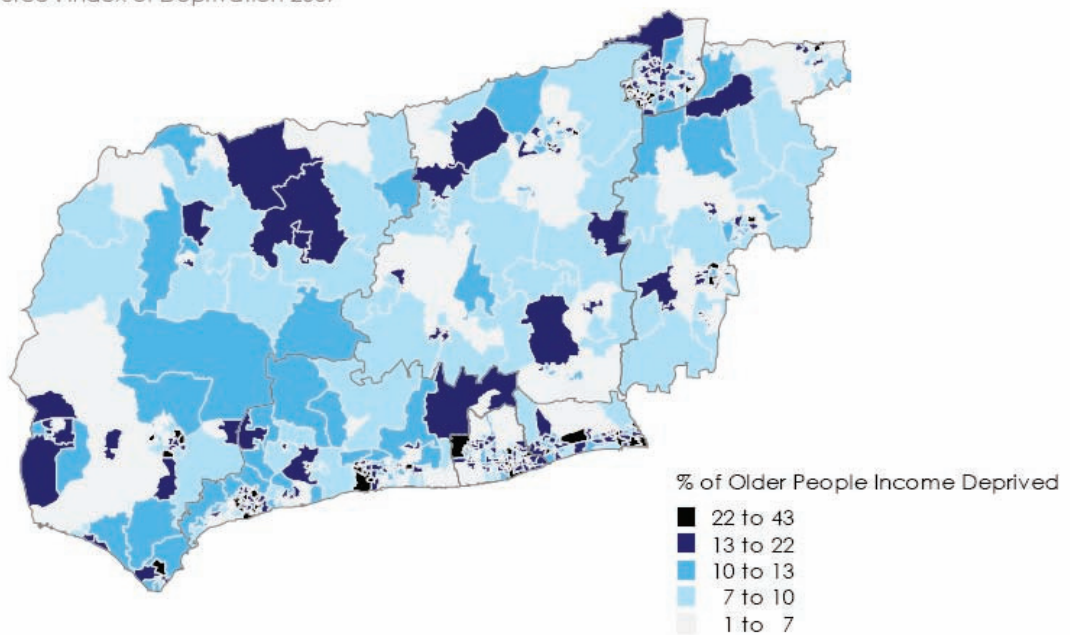 % of Older People Income Deprived
22 to 43
13 to 22
10 to 13
7 to 10
1 to 7